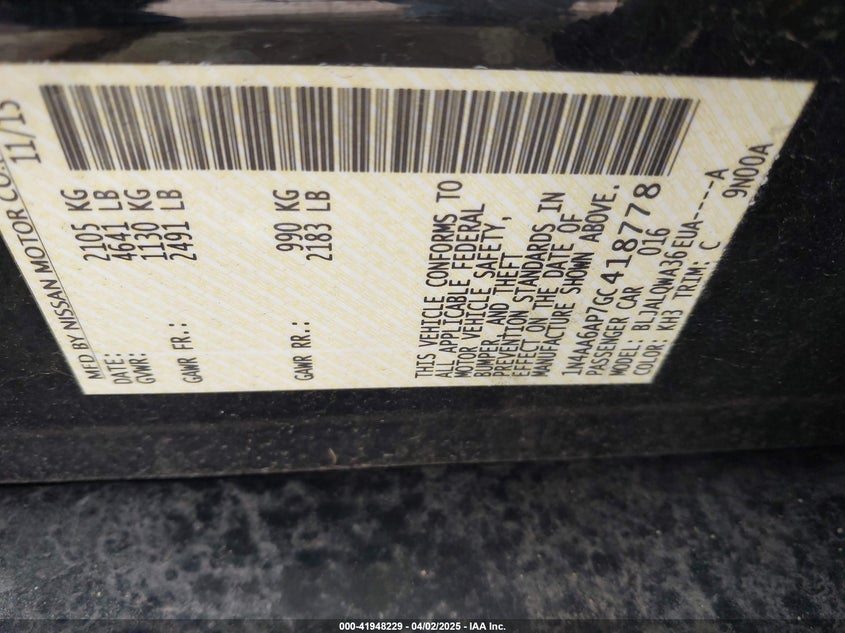 MFD BY NISSAN MOTOR CO.
DATE: 11/15
GVWR: 2105 KG
4641 LB
GAWR FR.: 1130 KG
2491 LB
GAWR RR.: 990 KG
2183 LB
THIS VEHICLE CONFORMS TO
ALL APPLICABLE FEDERAL
MOTOR VEHICLE SAFETY,
BUMPER, AND THEFT
PREVENTION STANDARDS IN
EFFECT ON THE DATE OF
MANUFACTURE SHOWN ABOVE.
1N4AA6AP7GC418778
PASSENGER CAR 016
MODEL: BLJALQWA36EUA-----A
COLOR: KH3 TRIM: C 9N00A
000-41948229 - 04/02/2025 - IAA Inc.